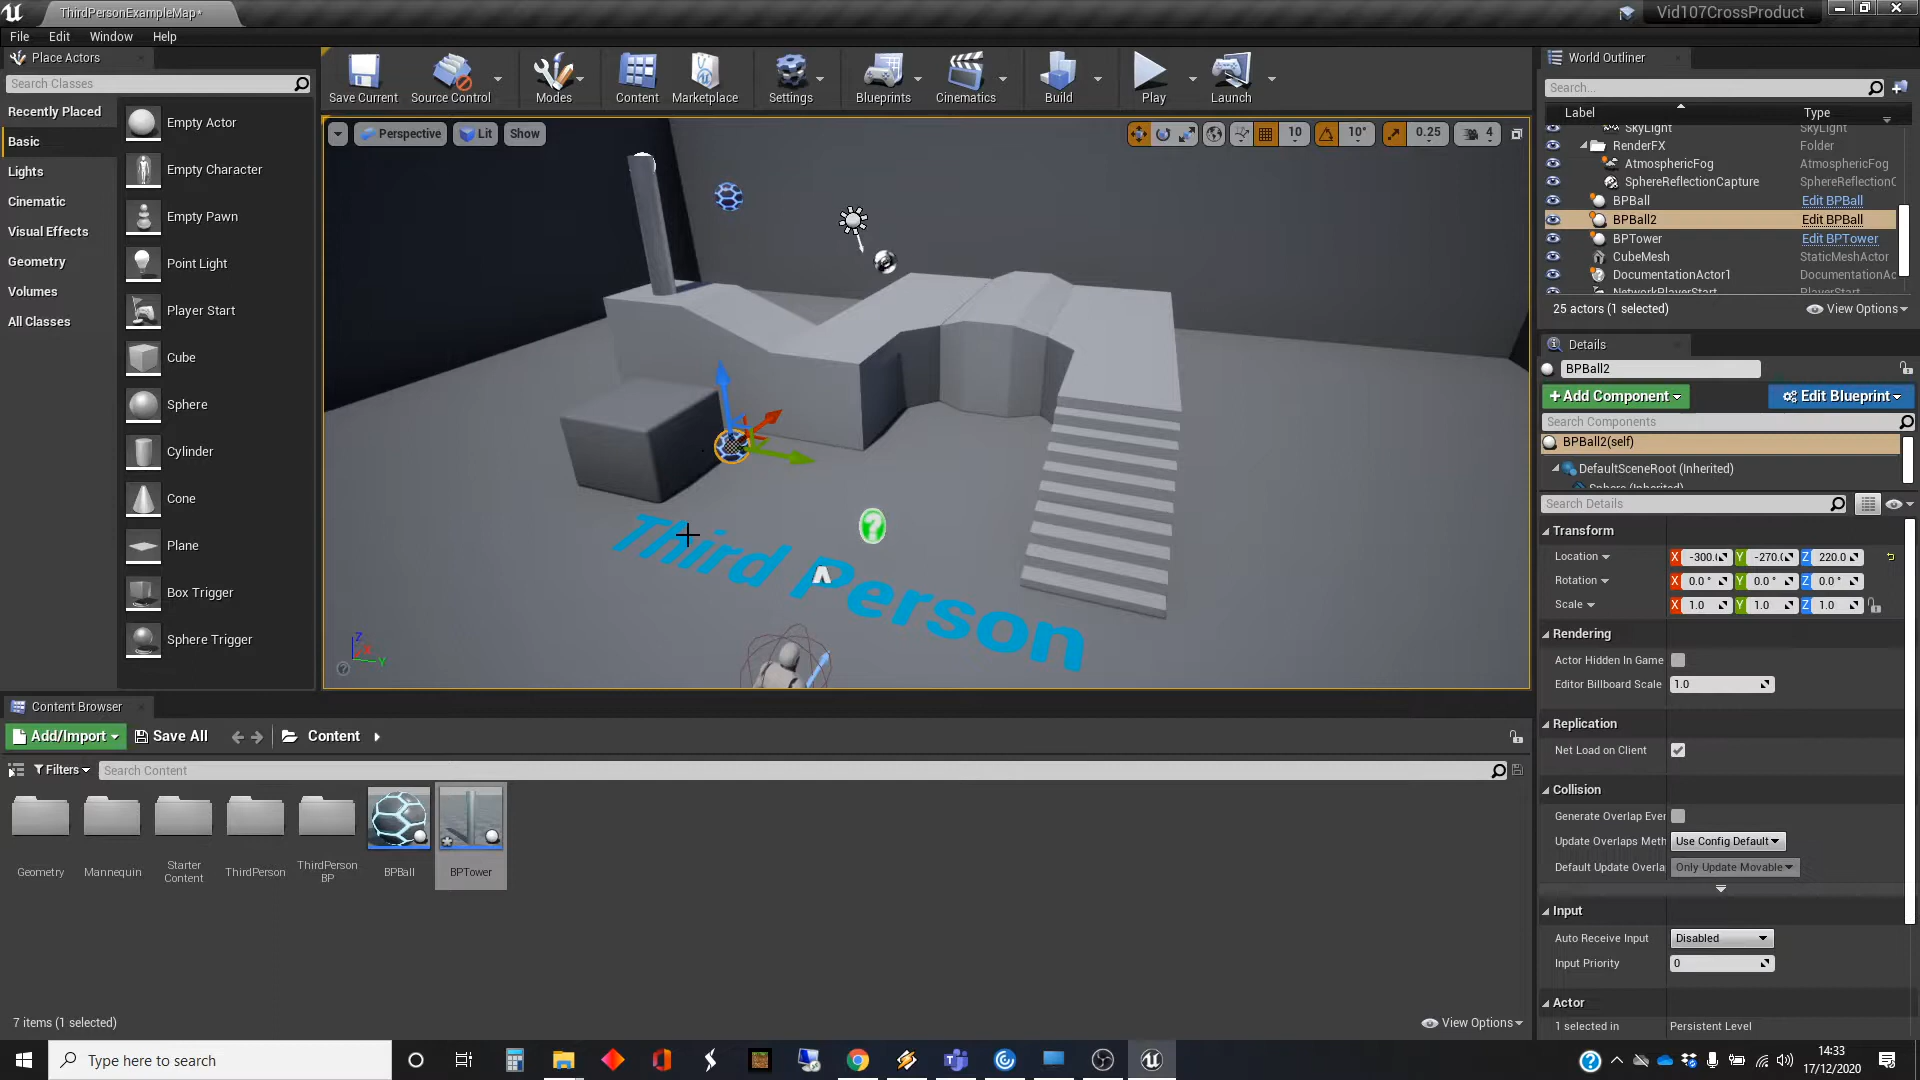 ThirdPersonExampleMap*
Vid107CrossProduct
File Edit Window Help
Place Actors
Search Classes
Recently Placed
Basic
Lights
Cinematic
Visual Effects
Geometry
Volumes
All Classes
Empty Actor
Empty Character
Empty Pawn
Point Light
Player Start
Cube
Sphere
Cylinder
Cone
Plane
Box Trigger
Sphere Trigger
Save Current
Source Control
Modes
Content
Marketplace
Settings
Blueprints
Cinematics
Build
Play
Launch
Perspective Lit Show
10 10° 0.25 4
Third Person
World Outliner
Search...
Label Type
SkyLight SkyLight
RenderFX Folder
AtmosphericFog AtmosphericFog
SphereReflectionCapture SphereReflectionC
BPBall Edit BPBall
BPBall2 Edit BPBall
BPTower Edit BPTower
CubeMesh StaticMeshActor
DocumentationActor1 DocumentationAc
NetworkPlayerStart PlayerStart
25 actors (1 selected) View Options
Details
BPBall2
+Add Component Edit Blueprint
Search Components
BPBall2(self)
DefaultSceneRoot (Inherited)
Sphere (Inherited)
Search Details
Transform
Location X -300.0 Y -270.0 Z 220.0
Rotation X 0.0 ° Y 0.0 ° Z 0.0 °
Scale X 1.0 Y 1.0 Z 1.0
Rendering
Actor Hidden In Game
Editor Billboard Scale 1.0
Replication
Net Load on Client
Collision
Generate Overlap Ever
Update Overlaps Meth Use Config Default
Default Update Overla Only Update Movable
Input
Auto Receive Input Disabled
Input Priority 0
Actor
1 selected in Persistent Level
Content Browser
Add/Import Save All Content
Filters Search Content
Geometry
Mannequin
Starter Content
ThirdPerson
ThirdPerson BP
BPBall
BPTower
7 items (1 selected) View Options
Type here to search
14:33
17/12/2020